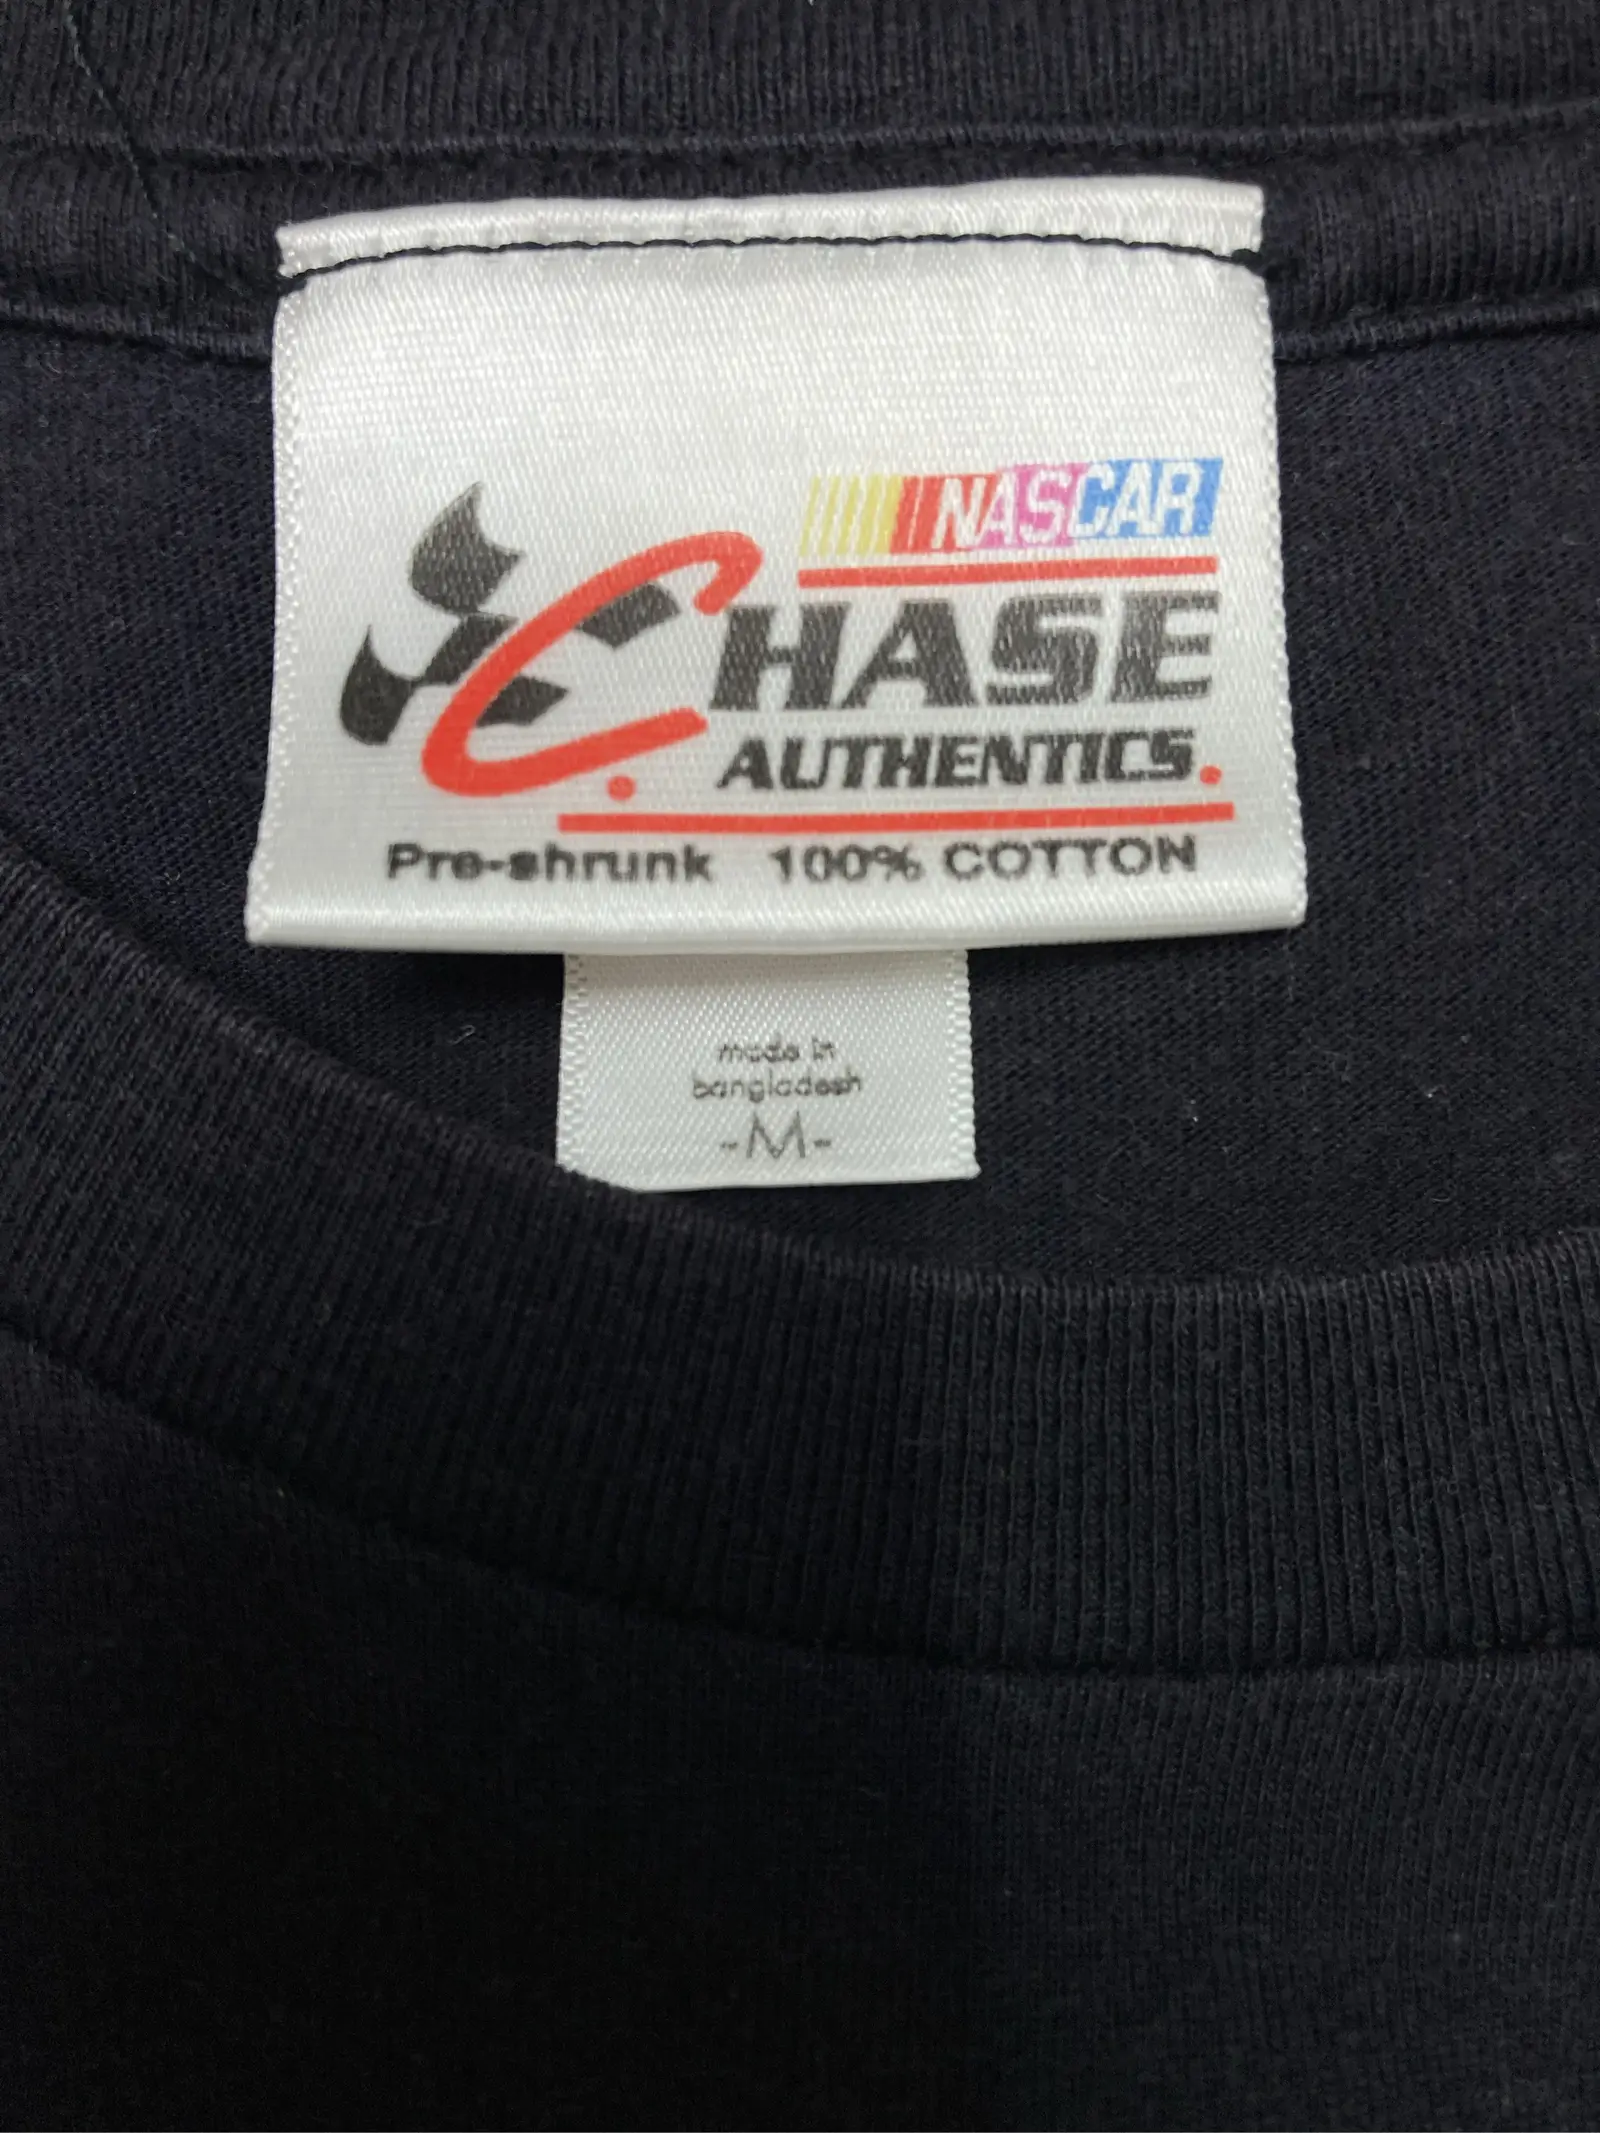 NASCAR
CHASE
AUTHENTICS.
Pre-shrunk 100% COTTON
made in
bangladesh
-M-